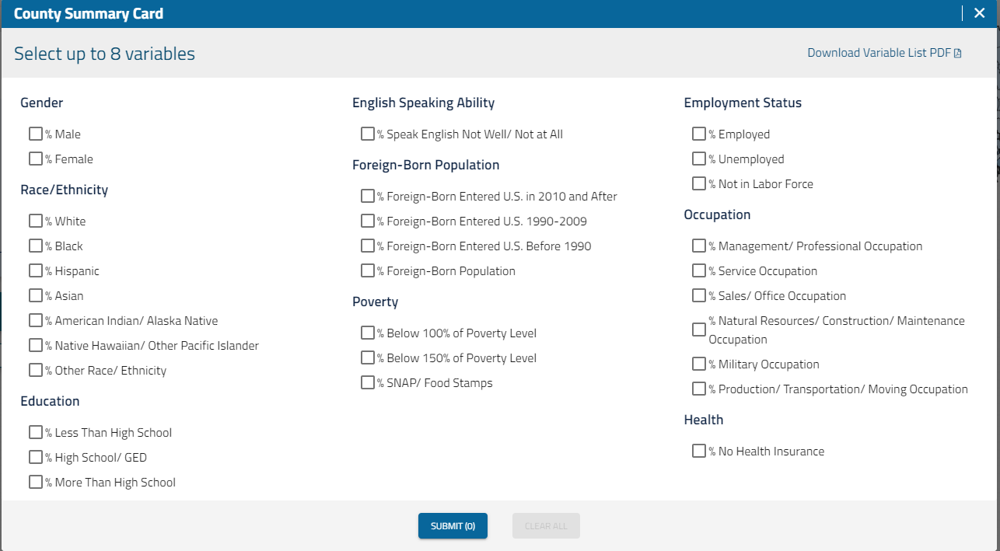 County Summary Card
Select up to 8 variables
Download Variable List PDF
Gender
% Male
% Female
Race/Ethnicity
% White
% Black
% Hispanic
% Asian
% American Indian/ Alaska Native
% Native Hawaiian/ Other Pacific Islander
% Other Race/ Ethnicity
Education
% Less Than High School
% High School/ GED
% More Than High School
English Speaking Ability
% Speak English Not Well/ Not at All
Foreign-Born Population
% Foreign-Born Entered U.S. in 2010 and After
% Foreign-Born Entered U.S. 1990-2009
% Foreign-Born Entered U.S. Before 1990
% Foreign-Born Population
Poverty
% Below 100% of Poverty Level
% Below 150% of Poverty Level
% SNAP/ Food Stamps
Employment Status
% Employed
% Unemployed
% Not in Labor Force
Occupation
% Management/ Professional Occupation
% Service Occupation
% Sales/ Office Occupation
% Natural Resources/ Construction/ Maintenance
Occupation
% Military Occupation
% Production/ Transportation/ Moving Occupation
Health
% No Health Insurance
SUBMIT (0)
CLEAR ALL